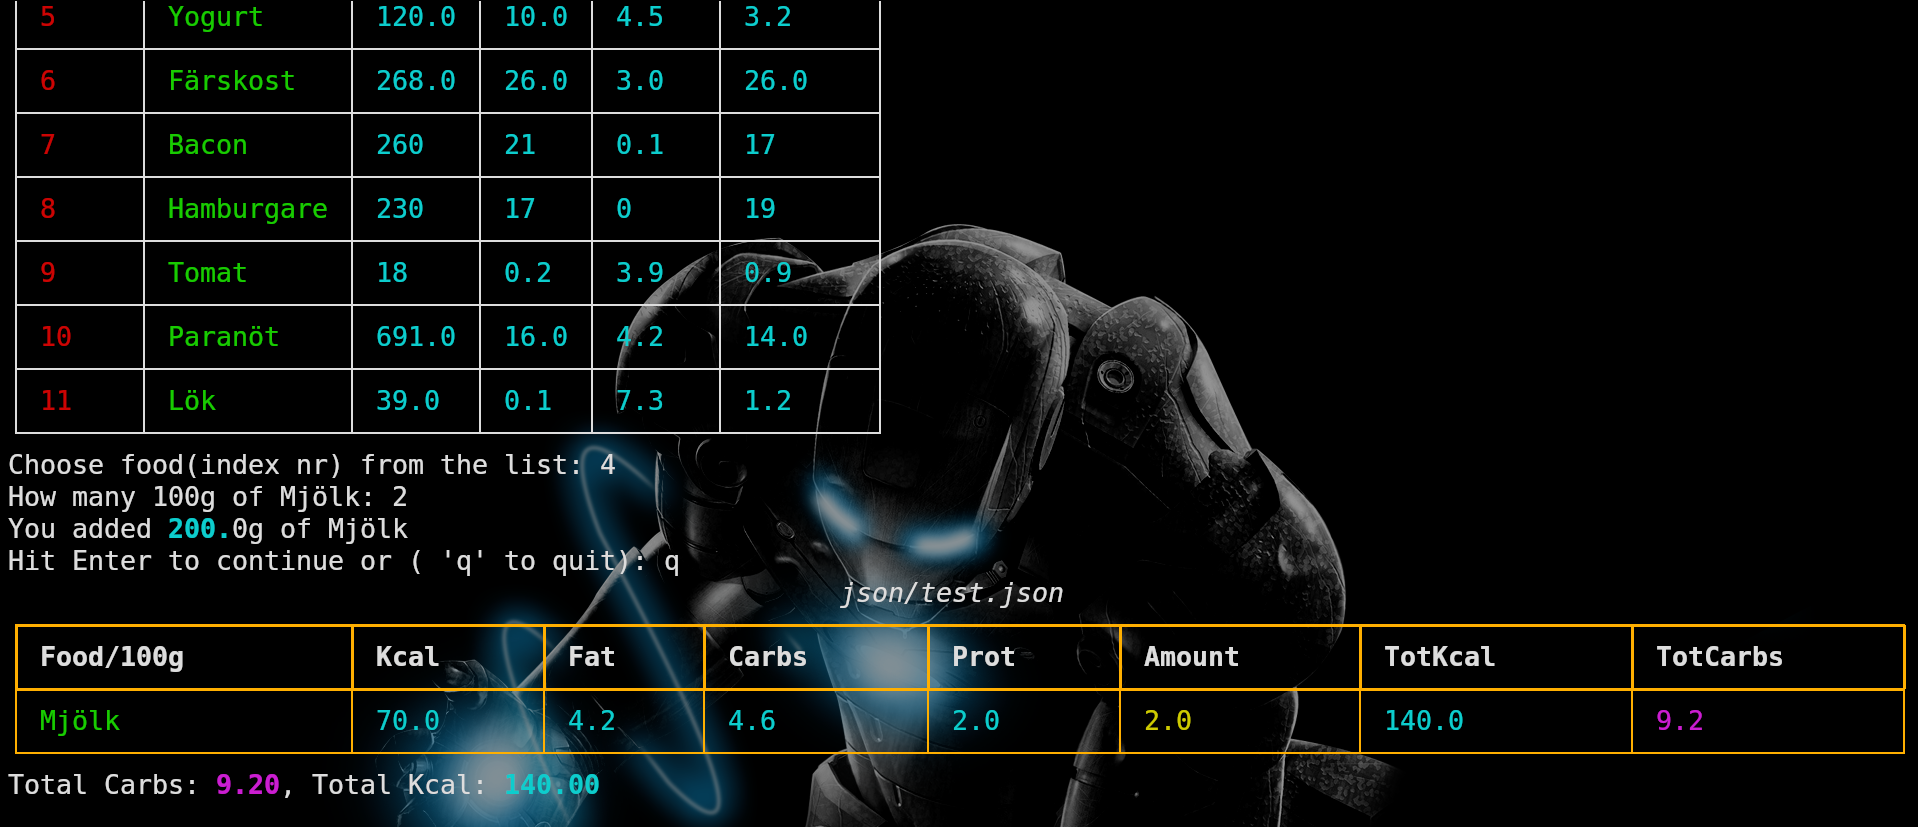 5 Yogurt 120.0 10.0 4.5 3.2
6 Färskost 268.0 26.0 3.0 26.0
7 Bacon 260 21 0.1 17
8 Hamburgare 230 17 0 19
9 Tomat 18 0.2 3.9 0.9
10 Paranöt 691.0 16.0 4.2 14.0
11 Lök 39.0 0.1 7.3 1.2
Choose food(index nr) from the list: 4
How many 100g of Mjölk: 2
You added 200.0g of Mjölk
Hit Enter to continue or ( 'q' to quit): q
json/test.json
Food/100g Kcal Fat Carbs Prot Amount TotKcal TotCarbs
Mjölk 70.0 4.2 4.6 2.0 2.0 140.0 9.2
Total Carbs: 9.20, Total Kcal: 140.00